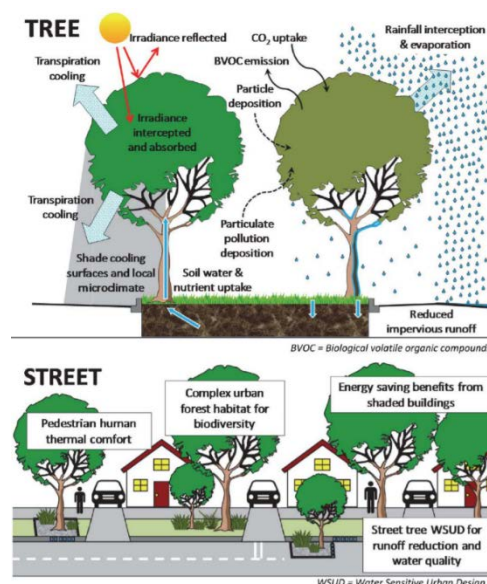 TREE
Irradiance reflected
Transpiration
cooling
Irradiance intercepted
and absorbed
Transpiration
cooling
Shade cooling
surfaces and local
microclimate
Soil water &
nutrient uptake
CO₂ uptake
BVOC emission
Particle
deposition
Particulate
pollution
deposition
Rainfall interception
& evaporation
Reduced
impervious runoff
BVOC = Biological volatile organic compounds
STREET
Pedestrian human
thermal comfort
Complex urban
forest habitat for
biodiversity
Energy saving benefits from
shaded buildings
Street tree WSUD for
runoff reduction and
water quality
WSUD = Water Sensitive Urban Design